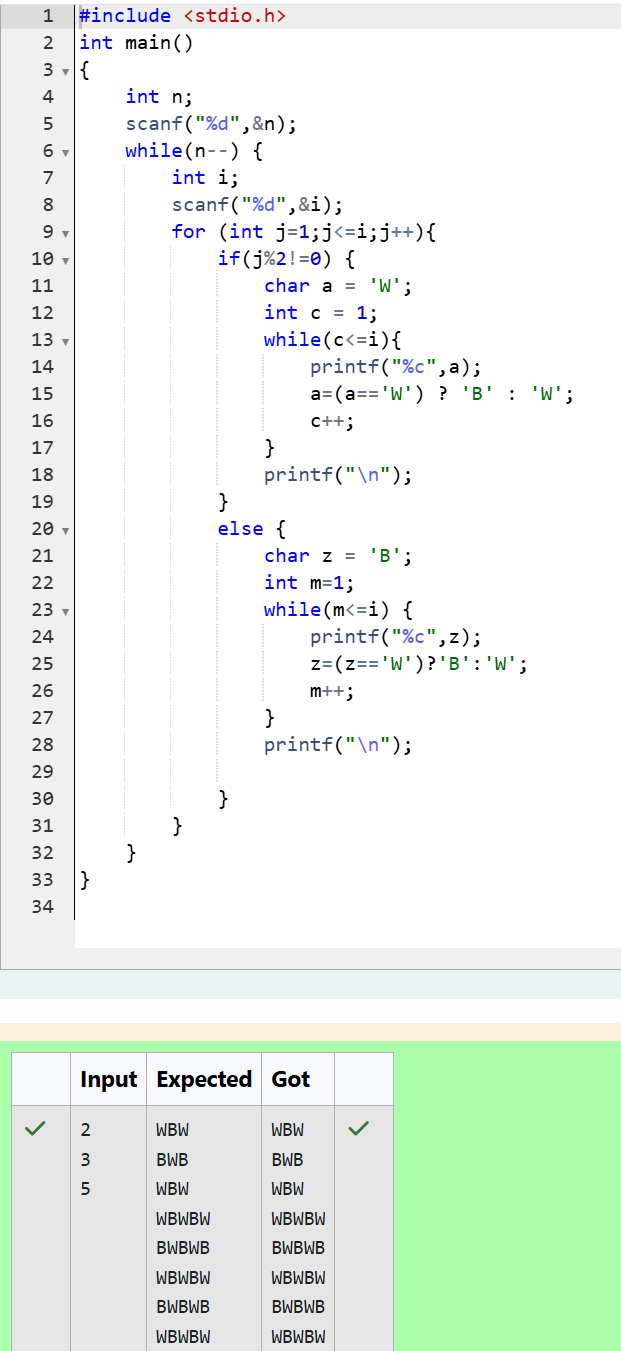 1 #include <stdio.h>
2 int main()
3 {
4     int n;
5     scanf("%d",&n);
6     while(n--) {
7         int i;
8         scanf("%d",&i);
9         for (int j=1;j<=i;j++){
10             if(j%2!=0) {
11                 char a = 'W';
12                 int c = 1;
13                 while(c<=i){
14                     printf("%c",a);
15                     a=(a=='W') ? 'B' : 'W';
16                     c++;
17                 }
18                 printf("\n");
19             }
20             else {
21                 char z = 'B';
22                 int m=1;
23                 while(m<=i) {
24                     printf("%c",z);
25                     z=(z=='W')?'B':'W';
26                     m++;
27                 }
28                 printf("\n");
29
30             }
31         }
32     }
33 }
34
Input Expected Got
2 WBW WBW
3 BWB BWB
5 WBW WBW
WBWBW WBWBW
BWBWB BWBWB
WBWBW WBWBW
BWBWB BWBWB
WBWBW WBWBW